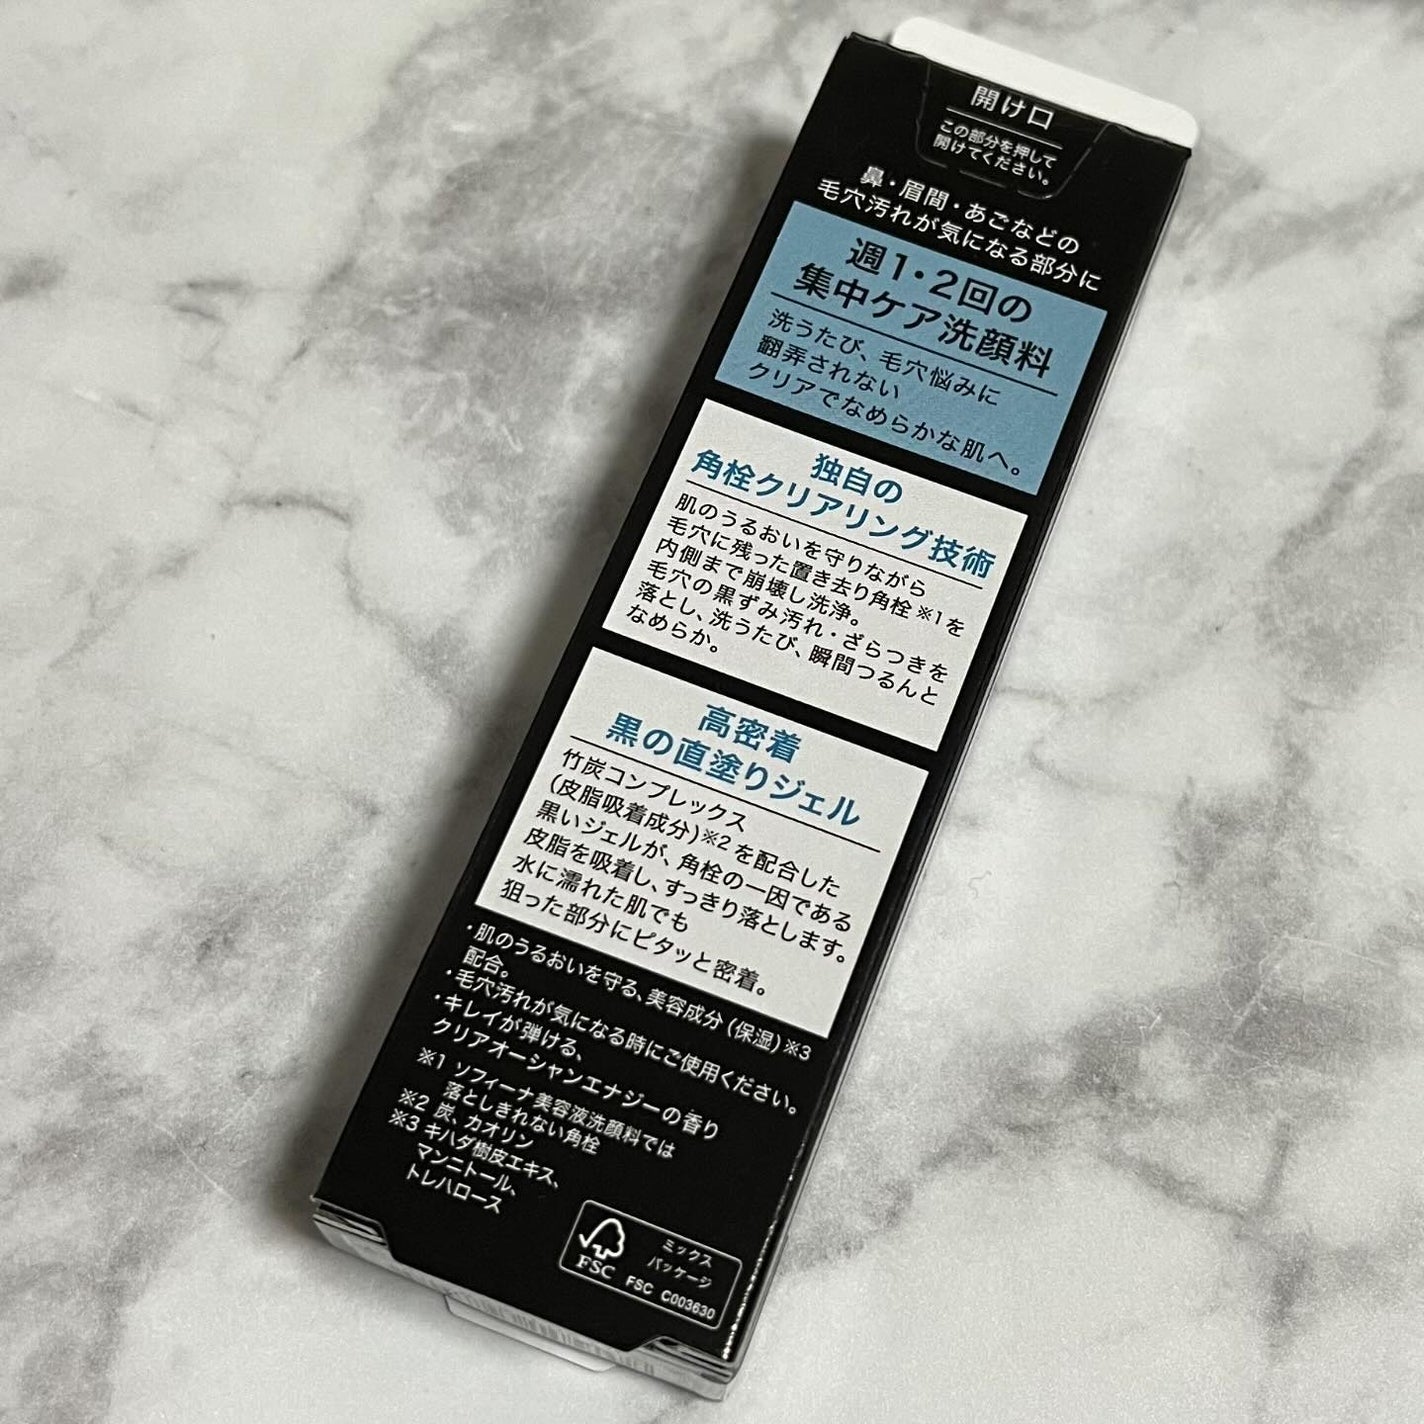 開け口
この部分を押して
開けてください。
鼻・眉間・あごなどの
毛穴汚れが気になる部分に
週1・2回の
集中ケア洗顔料
洗うたび、毛穴悩みに
翻弄されない
クリアでなめらかな肌へ。
独自の
角栓クリアリング技術
肌のうるおいを守りながら
毛穴に残った置き去り角栓※1を
内側まで崩壊し洗浄。
毛穴の黒ずみ汚れ・ざらつきを
落とし、洗うたび、瞬間つるんと
なめらか。
高密着
黒の直塗りジェル
竹炭コンプレックス
(皮脂吸着成分)※2を配合した
黒いジェルが、角栓の一因である
皮脂を吸着し、すっきり落とします。
水に濡れた肌でも
狙った部分にピタッと密着。
・肌のうるおいを守る、美容成分(保湿)※3
配合。
・毛穴汚れが気になる時にご使用ください。
・キレイが弾ける、
クリアオーシャンエナジーの香り
※1 ソフィーナ美容液洗顔料では
落としきれない角栓
※2 炭、カオリン
※3 キハダ樹皮エキス、
マンニトール、
トレハロース
ミックス
パッケージ
FSC FSC C003630